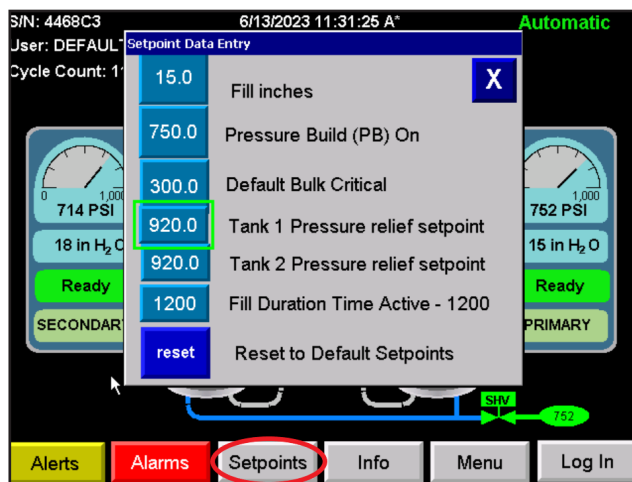 S/N: 4468C3 6/13/2023 11:31:25 A* Automatic
User: DEFAUL
Setpoint Data Entry
Cycle Count: 1
X
15.0 Fill inches
750.0 Pressure Build (PB) On
300.0 Default Bulk Critical
920.0 Tank 1 Pressure relief setpoint
920.0 Tank 2 Pressure relief setpoint
1200 Fill Duration Time Active - 1200
reset Reset to Default Setpoints
0 1,00
714 PSI
18 in H₂O
Ready
SECONDAR
0 1,000
752 PSI
15 in H₂O
Ready
PRIMARY
SHV
752
Alerts Alarms Setpoints Info Menu Log In